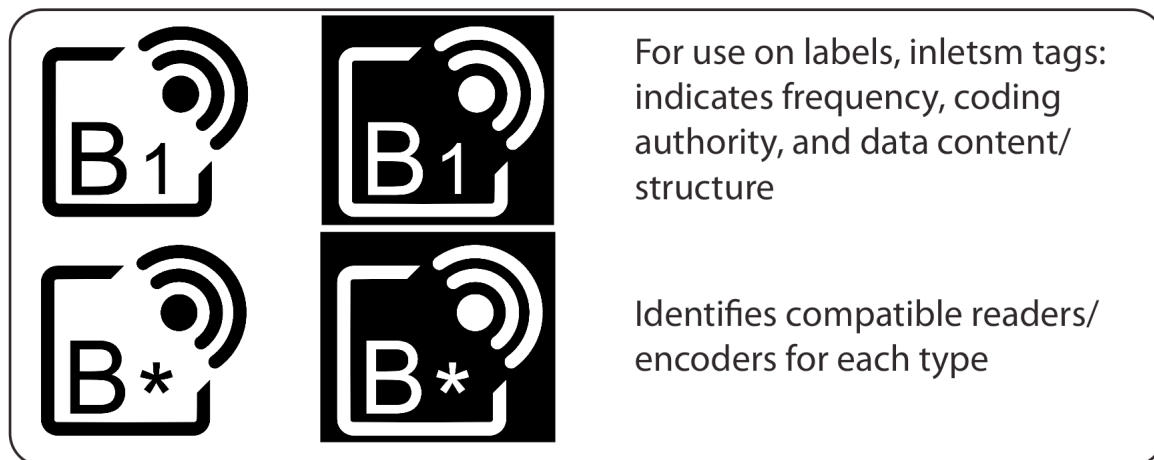 B1 B1 For use on labels, inletsm tags:
indicates frequency, coding
authority, and data content/
structure
B* B* Identifies compatible readers/
encoders for each type